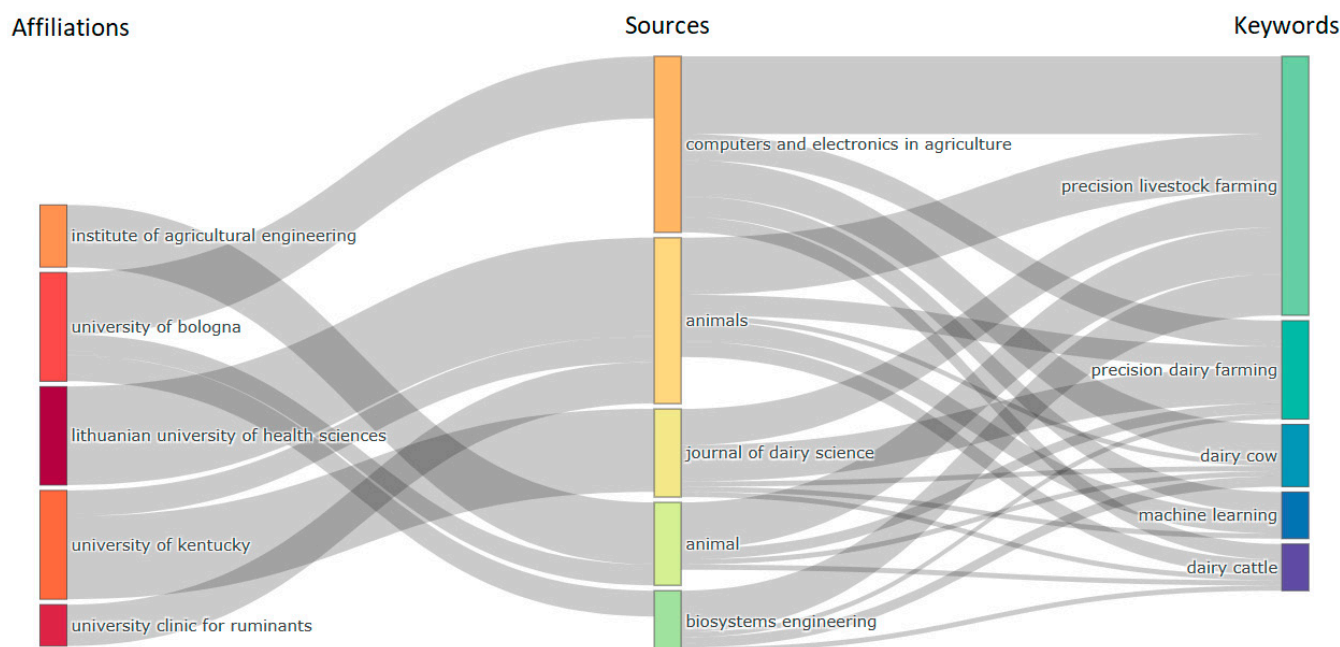 Affiliations
Sources
Keywords
institute of agricultural engineering
university of bologna
lithuanian university of health sciences
university of kentucky
university clinic for ruminants
computers and electronics in agriculture
animals
journal of dairy science
animal
biosystems engineering
precision livestock farming
precision dairy farming
dairy cow
machine learning
dairy cattle